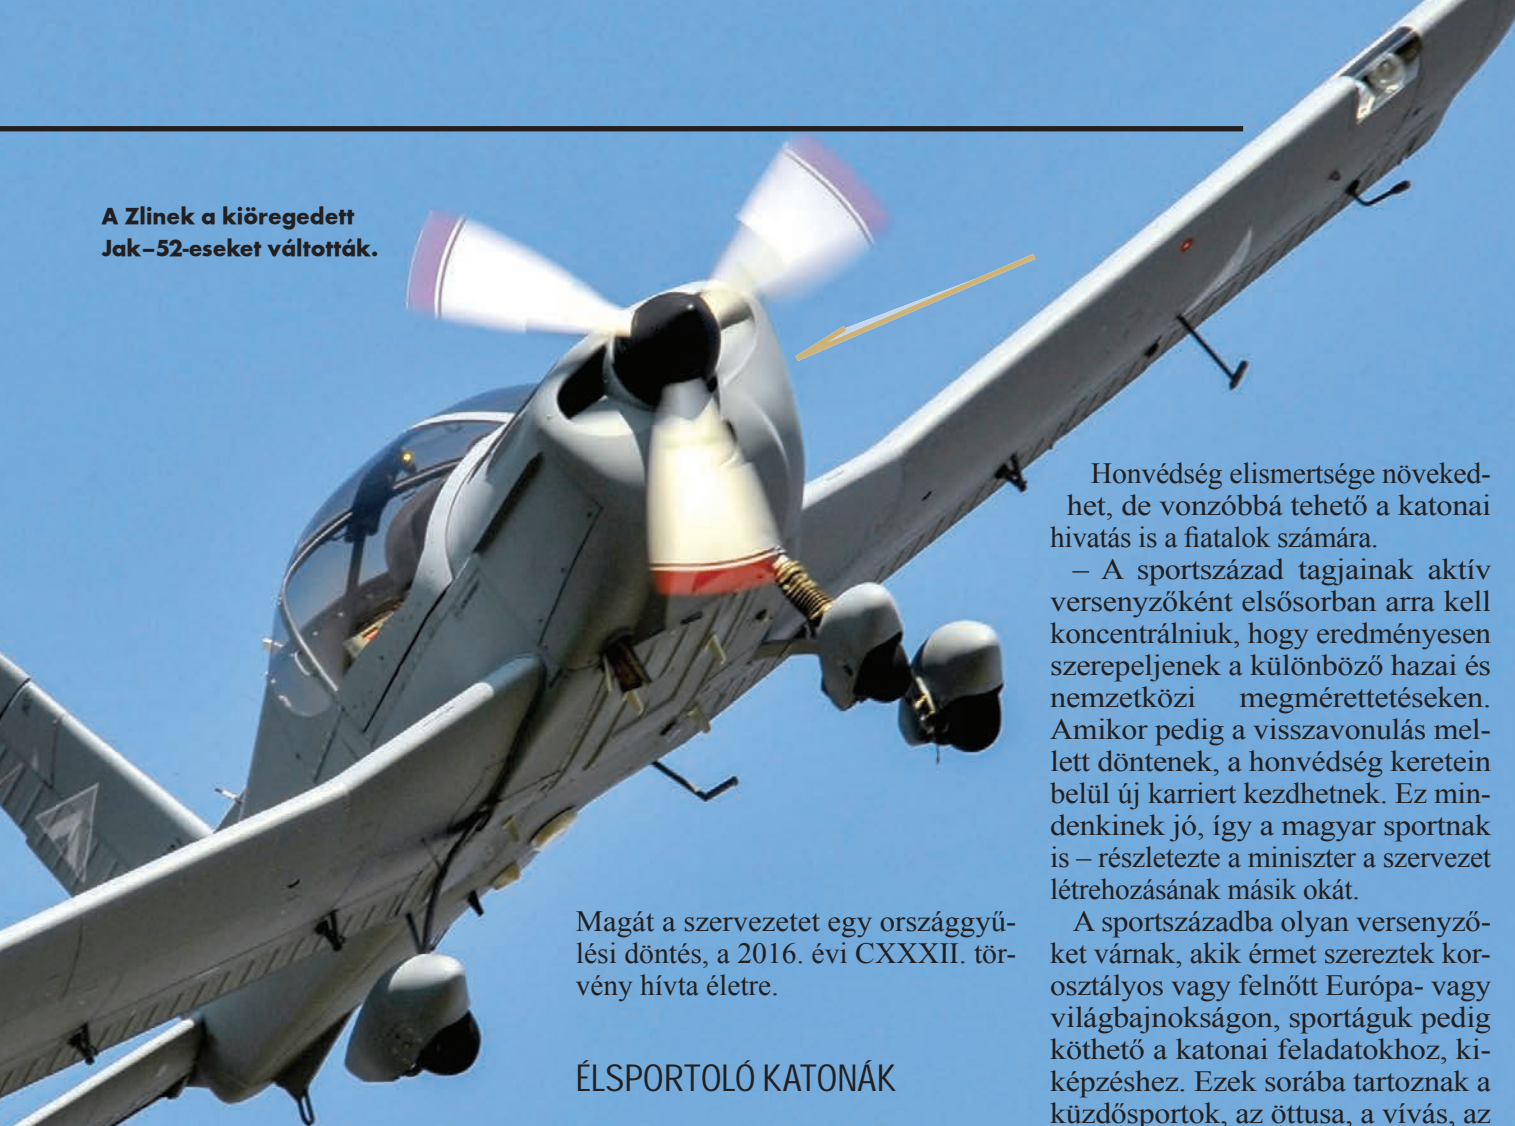 A Zlinek a kiöregedett
Jak–52-eseket váltották.
Magát a szervezetet egy országgyű-
lési döntés, a 2016. évi CXXXII. tör-
vény hívta életre.
ÉLSPORTOLÓ KATONÁK
Honvédség elismertsége növeked-
het, de vonzóbbá tehető a katonai
hivatás is a fiatalok számára.
– A sportszázad tagjainak aktív
versenyzőként elsősorban arra kell
koncentrálniuk, hogy eredményesen
szerepeljenek a különböző hazai és
nemzetközi megmérettetéseken.
Amikor pedig a visszavonulás mel-
lett döntenek, a honvédség keretein
belül új karriert kezdhetnek. Ez min-
denkinek jó, így a magyar sportnak
is – részletezte a miniszter a szervezet
létrehozásának másik okát.
A sportszázadba olyan versenyző-
ket várnak, akik érmet szereztek kor-
osztályos vagy felnőtt Európa- vagy
világbajnokságon, sportáguk pedig
köthető a katonai feladatokhoz, ki-
képzéshez. Ezek sorába tartoznak a
küzdősportok, az öttusa, a vívás, az